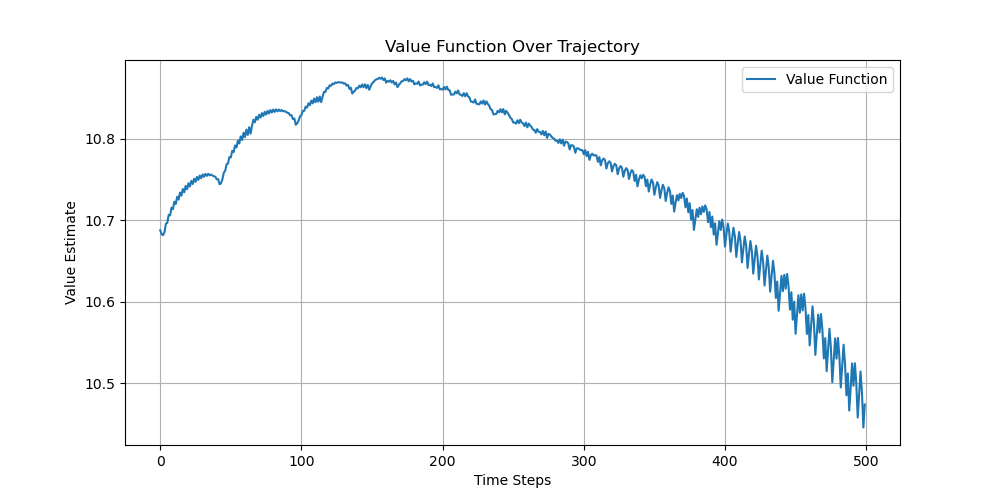 Value Function Over Trajectory
Value Function
Value Estimate
10.8
10.7
10.6
10.5
0 100 200 300 400 500
Time Steps